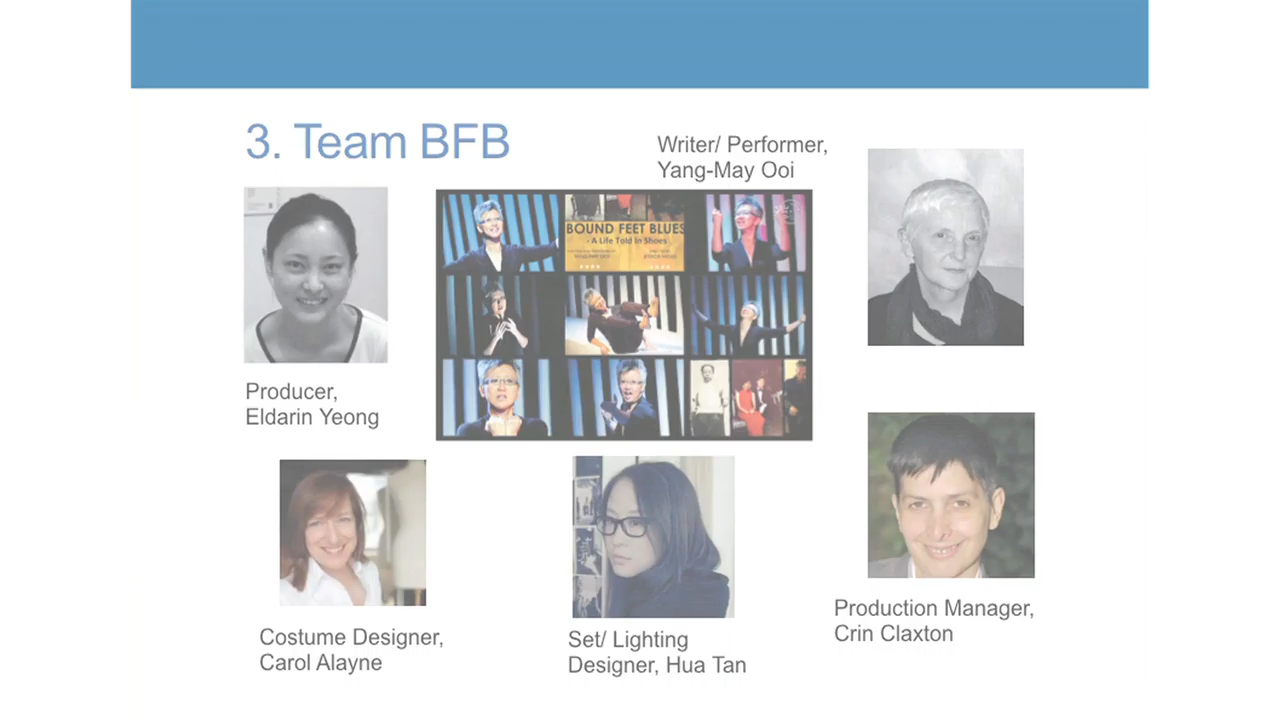 3. Team BFB
Writer/ Performer,
Yang-May Ooi
BOUND FEET BLUES
- A Life Told In Shoes
Producer,
Eldarin Yeong
Costume Designer,
Carol Alayne
Set/ Lighting
Designer, Hua Tan
Production Manager,
Crin Claxton